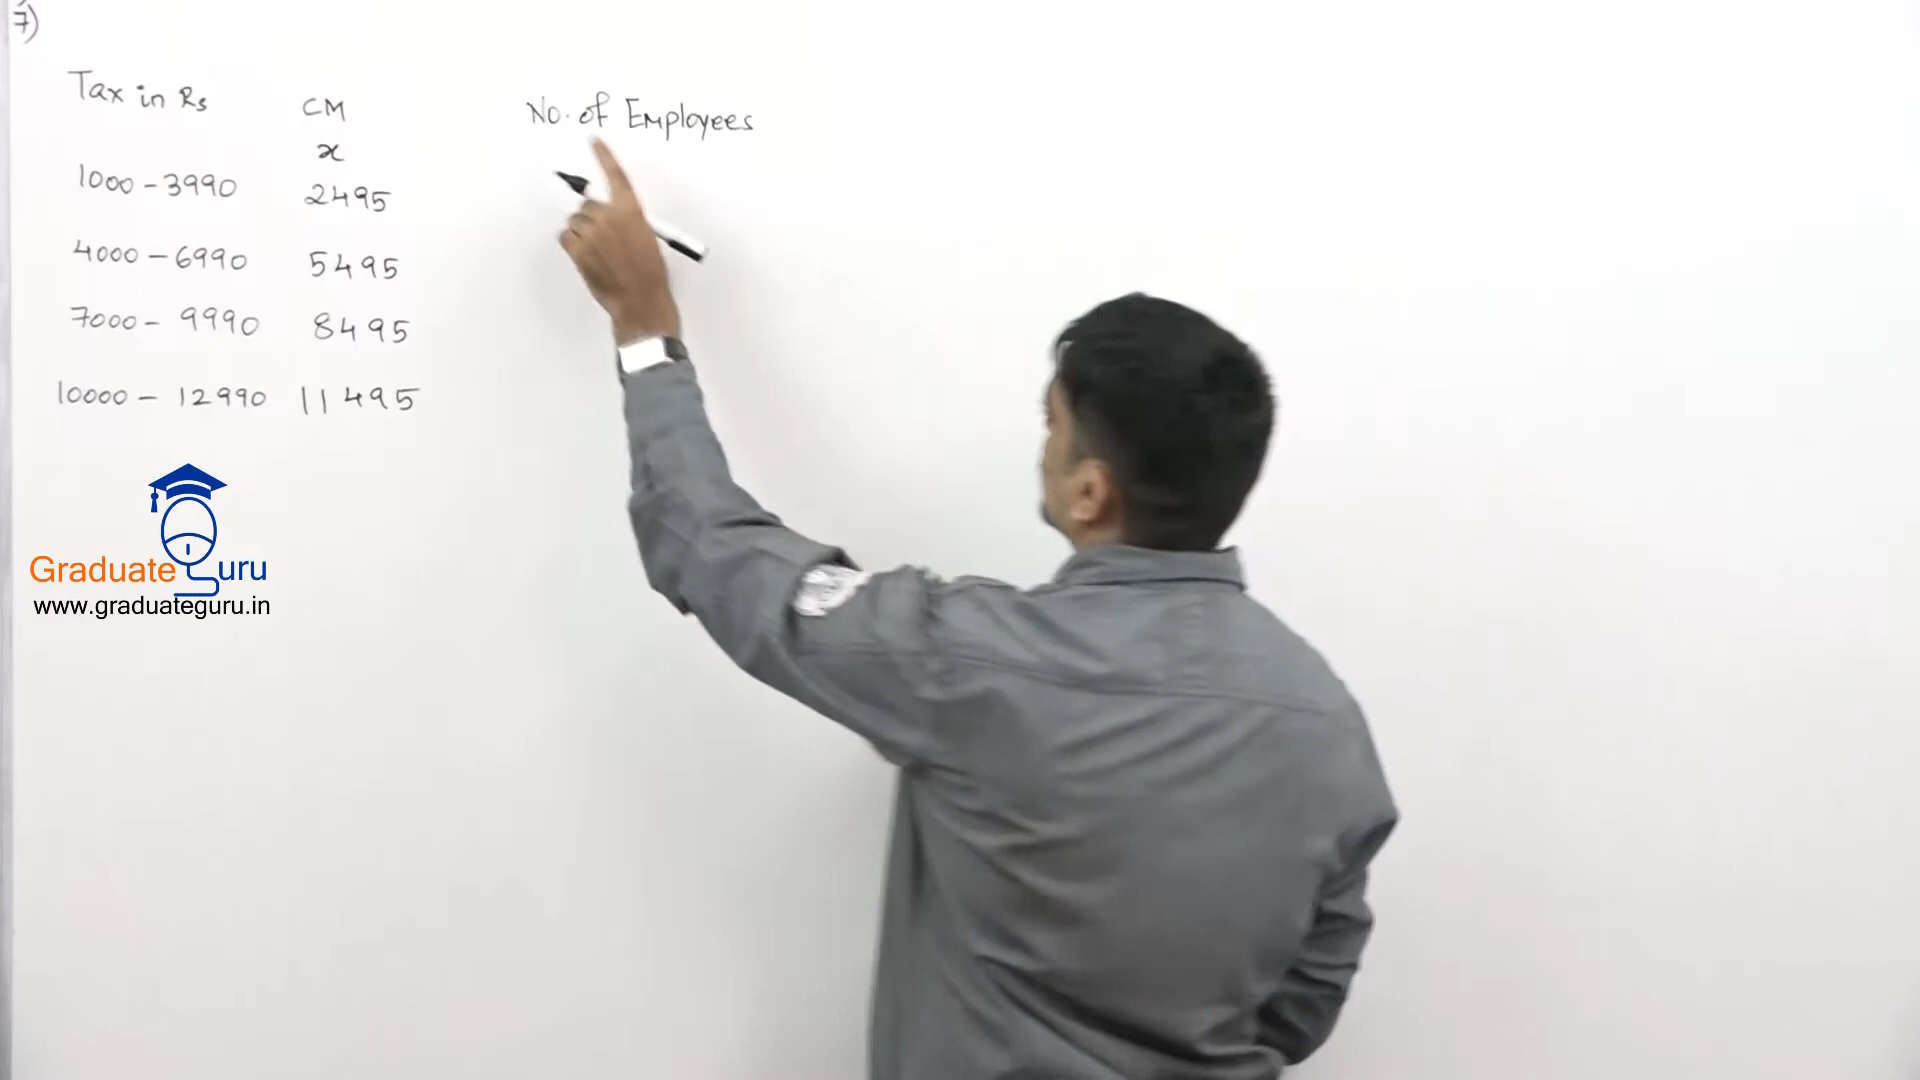 7)
Tax in Rs CM No. of Employees
x
1000 - 3990 2495
4000 - 6990 5495
7000 - 9990 8495
10000 - 12990 11495
Graduate Guru
www.graduateguru.in